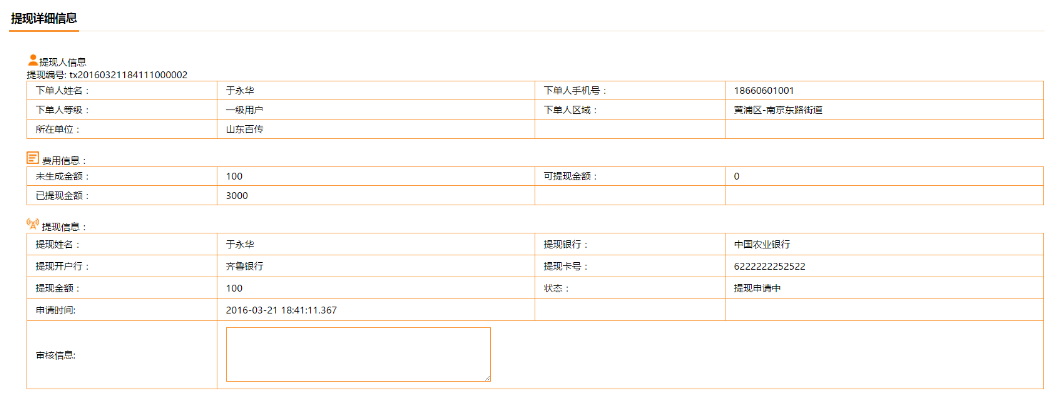 提现详细信息
提现人信息
提现编号: tx20160321184111000002
下单人姓名： 于永华 下单人手机号： 18660601001
下单人等级： 一级用户 下单人区域： 黄浦区-南京东路街道
所在单位： 山东百传
费用信息：
未生成金额： 100 可提现金额： 0
已提现金额： 3000
提现信息：
提现姓名： 于永华 提现银行： 中国农业银行
提现开户行： 齐鲁银行 提现卡号： 6222222252522
提现金额： 100 状态： 提现申请中
申请时间: 2016-03-21 18:41:11.367
审核信息: